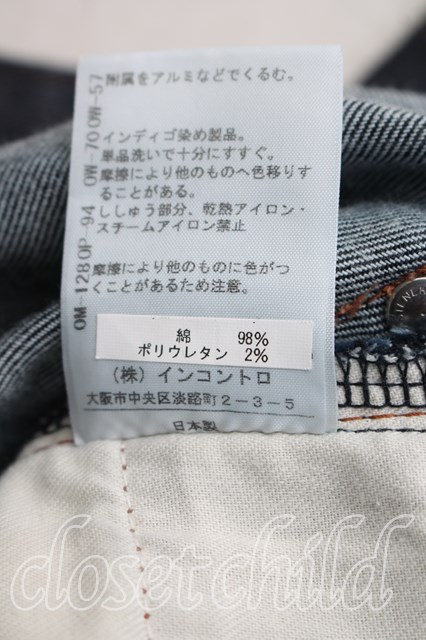 附属をアルミなどでくるむ。
インディゴ染め製品。
単品洗いで十分にすすぐ。
摩擦により他のものへ色移りす
ることがある。
ししゅう部分、乾熱アイロン・
スチームアイロン禁止
摩擦により他のものに色がつ
くことがあるため注意。
綿 98%
ポリウレタン 2%
(株) インコントロ
大阪市中央区淡路町2-3-5
日本製
OM-1280P-94 OW-70OW-57
closet child